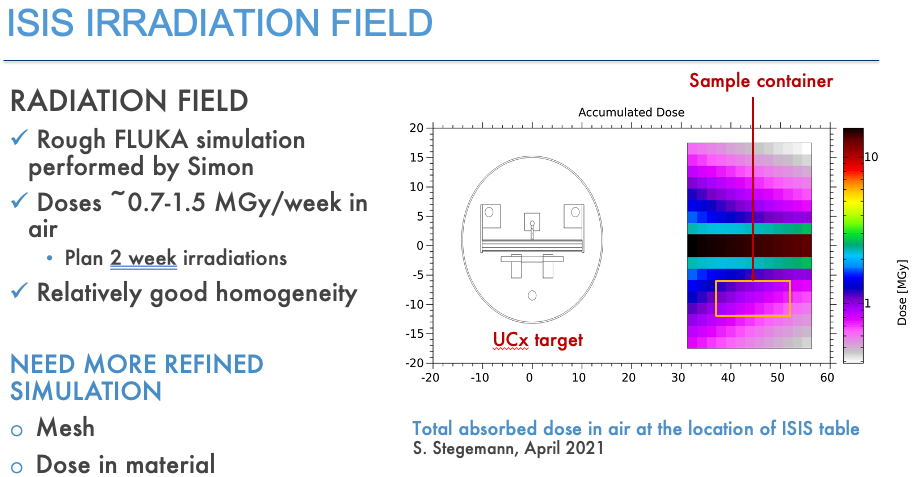 ISIS IRRADIATION FIELD
RADIATION FIELD
✓ Rough FLUKA simulation
performed by Simon
✓ Doses ~0.7-1.5 MGy/week in
air
• Plan 2 week irradiations
✓ Relatively good homogeneity
NEED MORE REFINED
SIMULATION
o Mesh
o Dose in material
Sample container
Accumulated Dose
20
15
10
5
0
-5
-10
-15
-20
-20 -10 0 10 20 30 40 50 60
UCx target
10
1
Dose [MGy]
Total absorbed dose in air at the location of ISIS table
S. Stegemann, April 2021